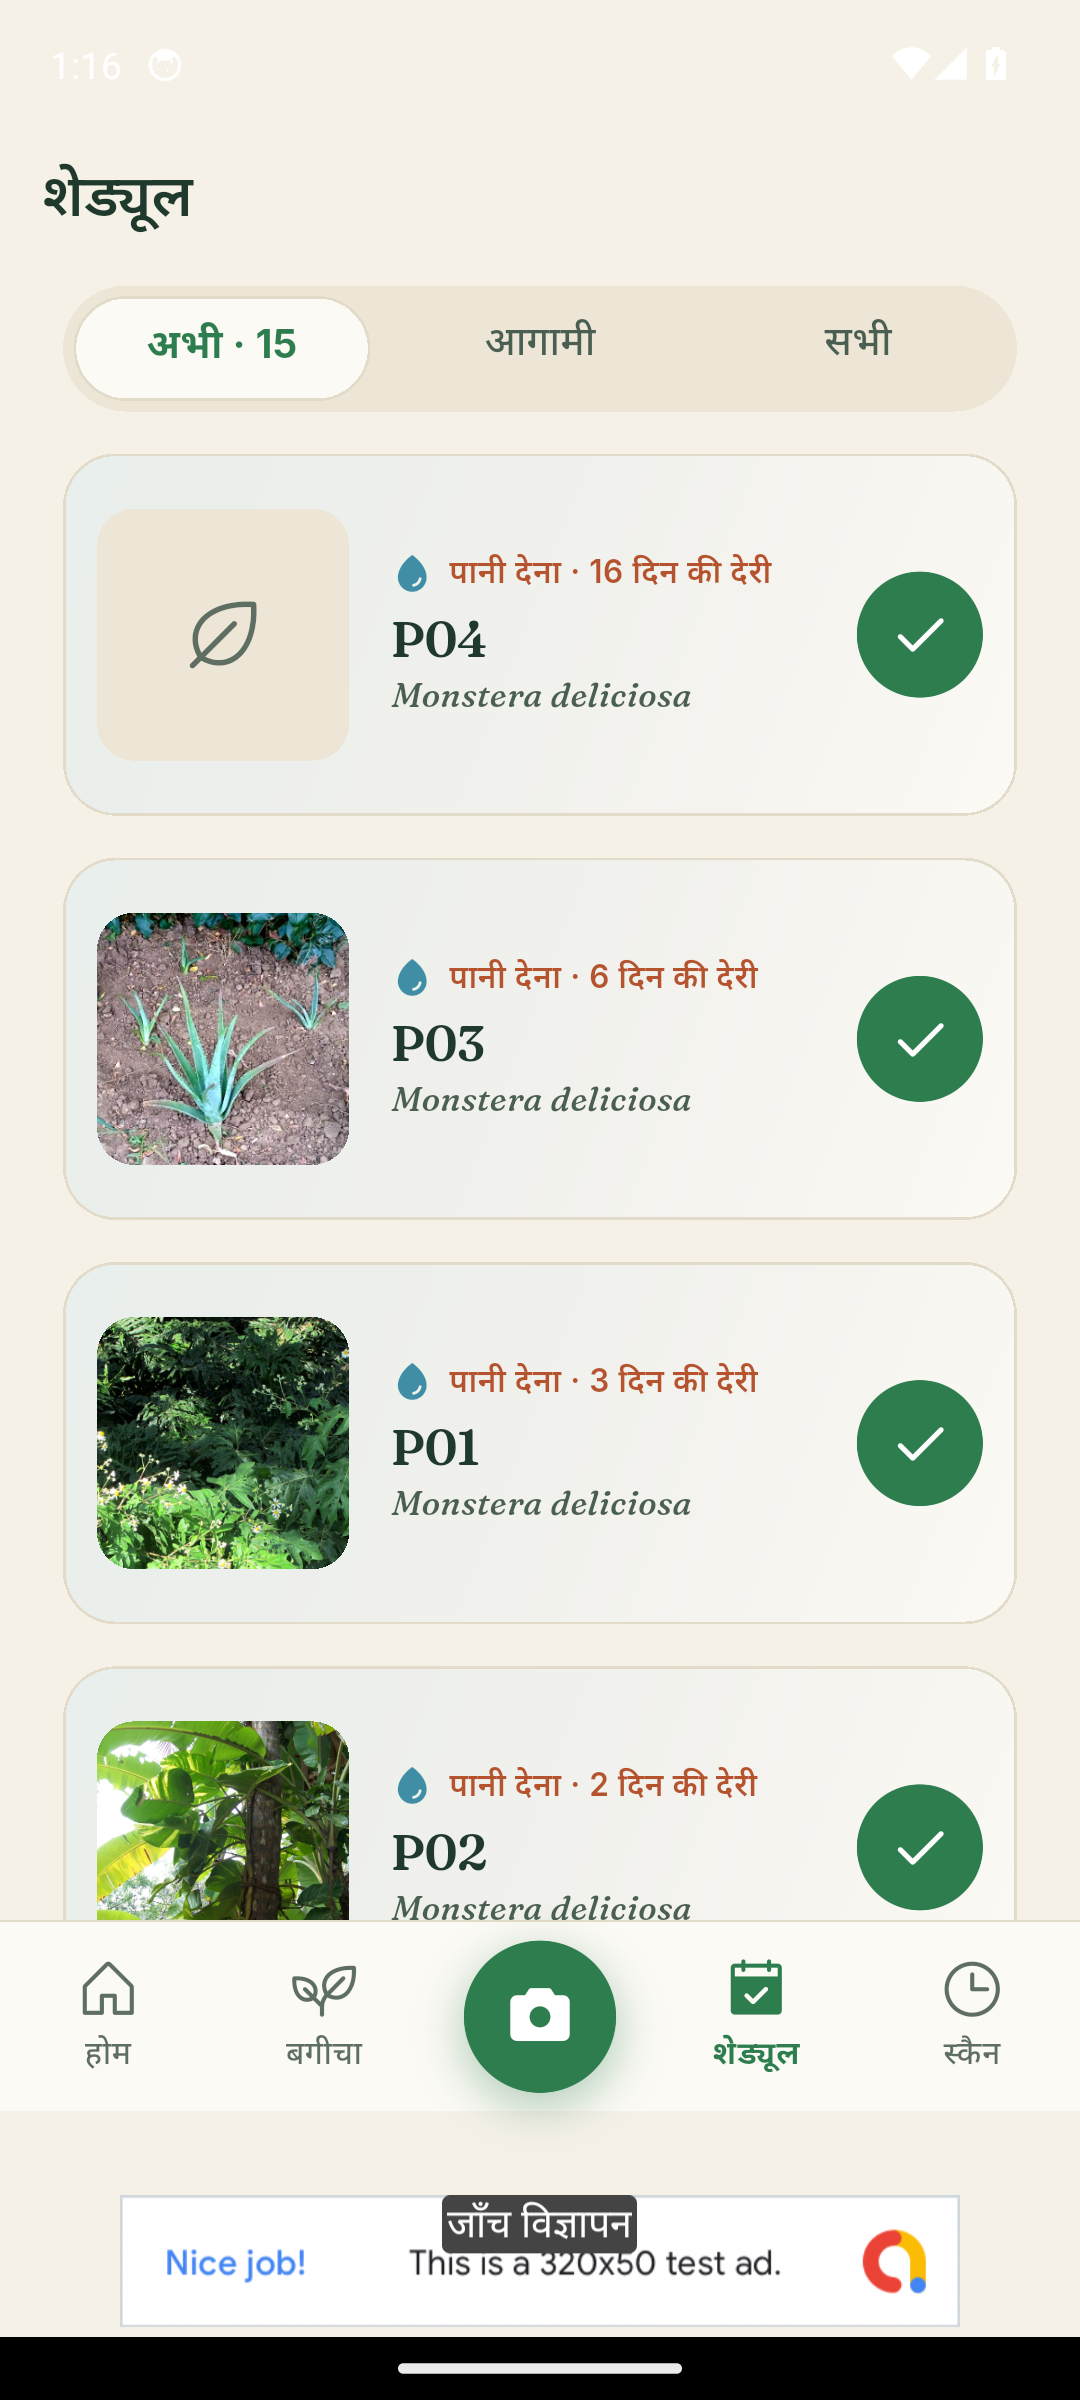 1:16
शेड्यूल
अभी · 15
आगामी
सभी
पानी देना · 16 दिन की देरी
P04
Monstera deliciosa
पानी देना · 6 दिन की देरी
P03
Monstera deliciosa
पानी देना · 3 दिन की देरी
P01
Monstera deliciosa
पानी देना · 2 दिन की देरी
P02
Monstera deliciosa
होम
बगीचा
शेड्यूल
स्कैन
जाँच विज्ञापन
Nice job!
This is a 320x50 test ad.